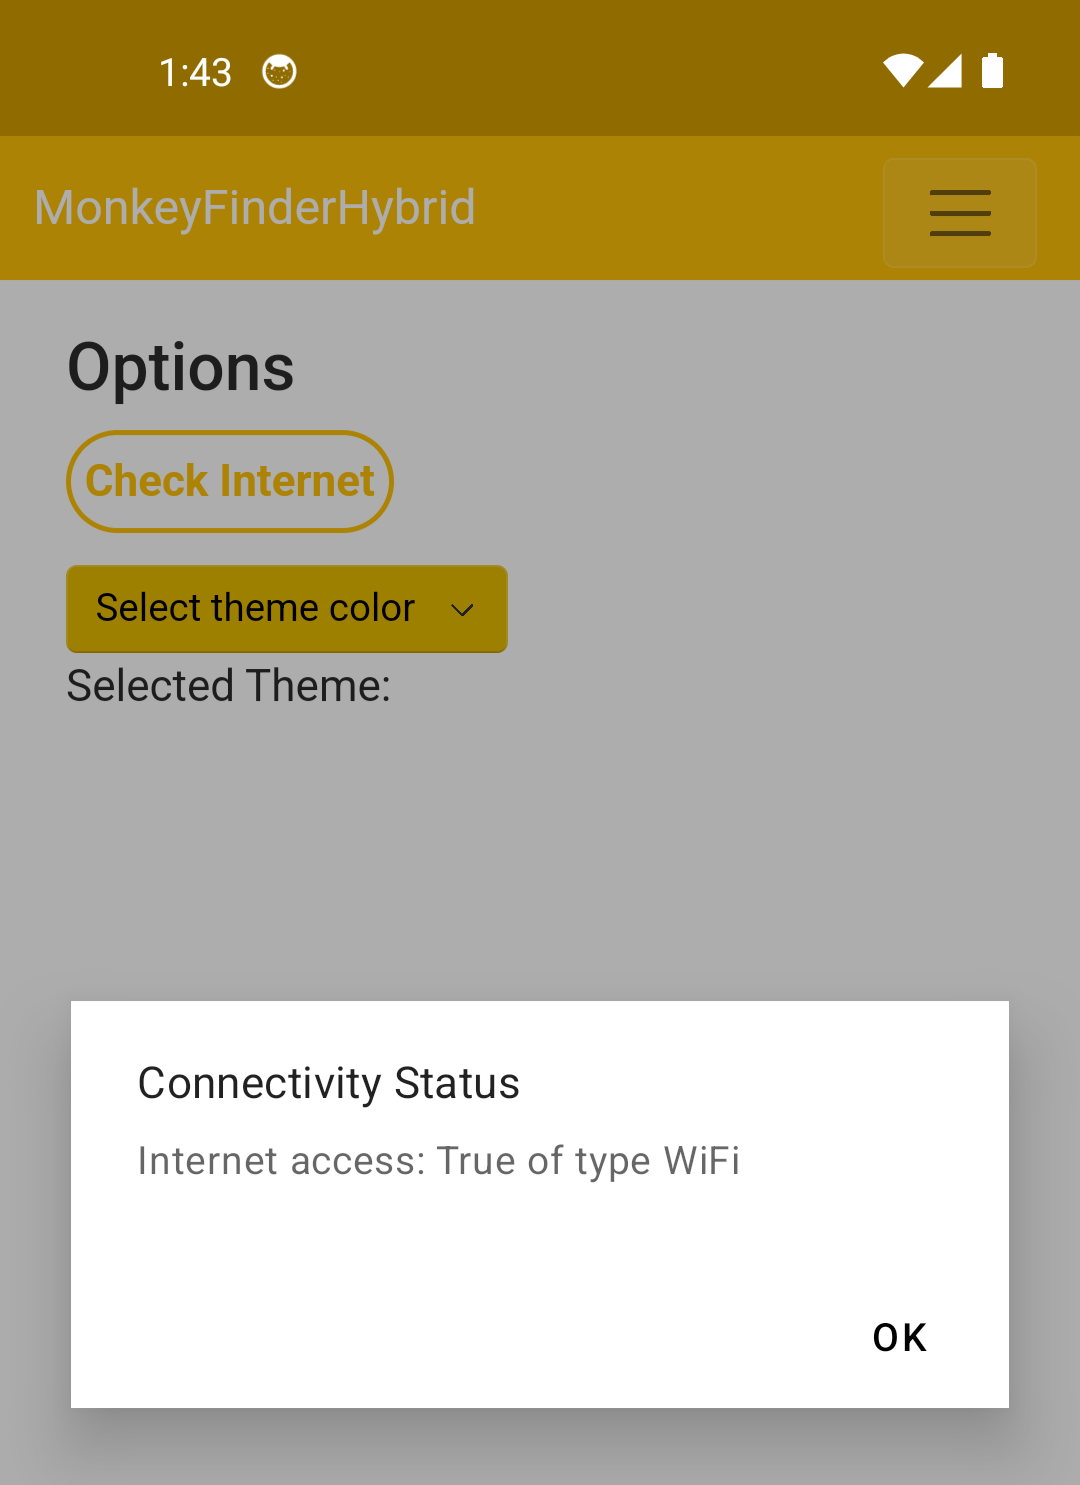 1:43
MonkeyFinderHybrid
Options
Check Internet
Select theme color
Selected Theme:
Connectivity Status
Internet access: True of type WiFi
OK